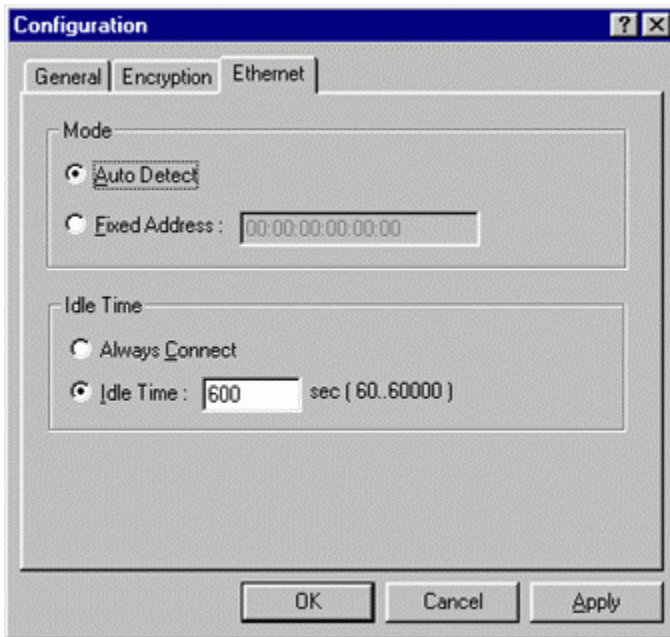 Configuration
General Encryption Ethernet
Mode
Auto Detect
Fixed Address : 00:00:00:00:00:00
Idle Time
Always Connect
Idle Time : 600 sec ( 60..60000 )
OK Cancel Apply